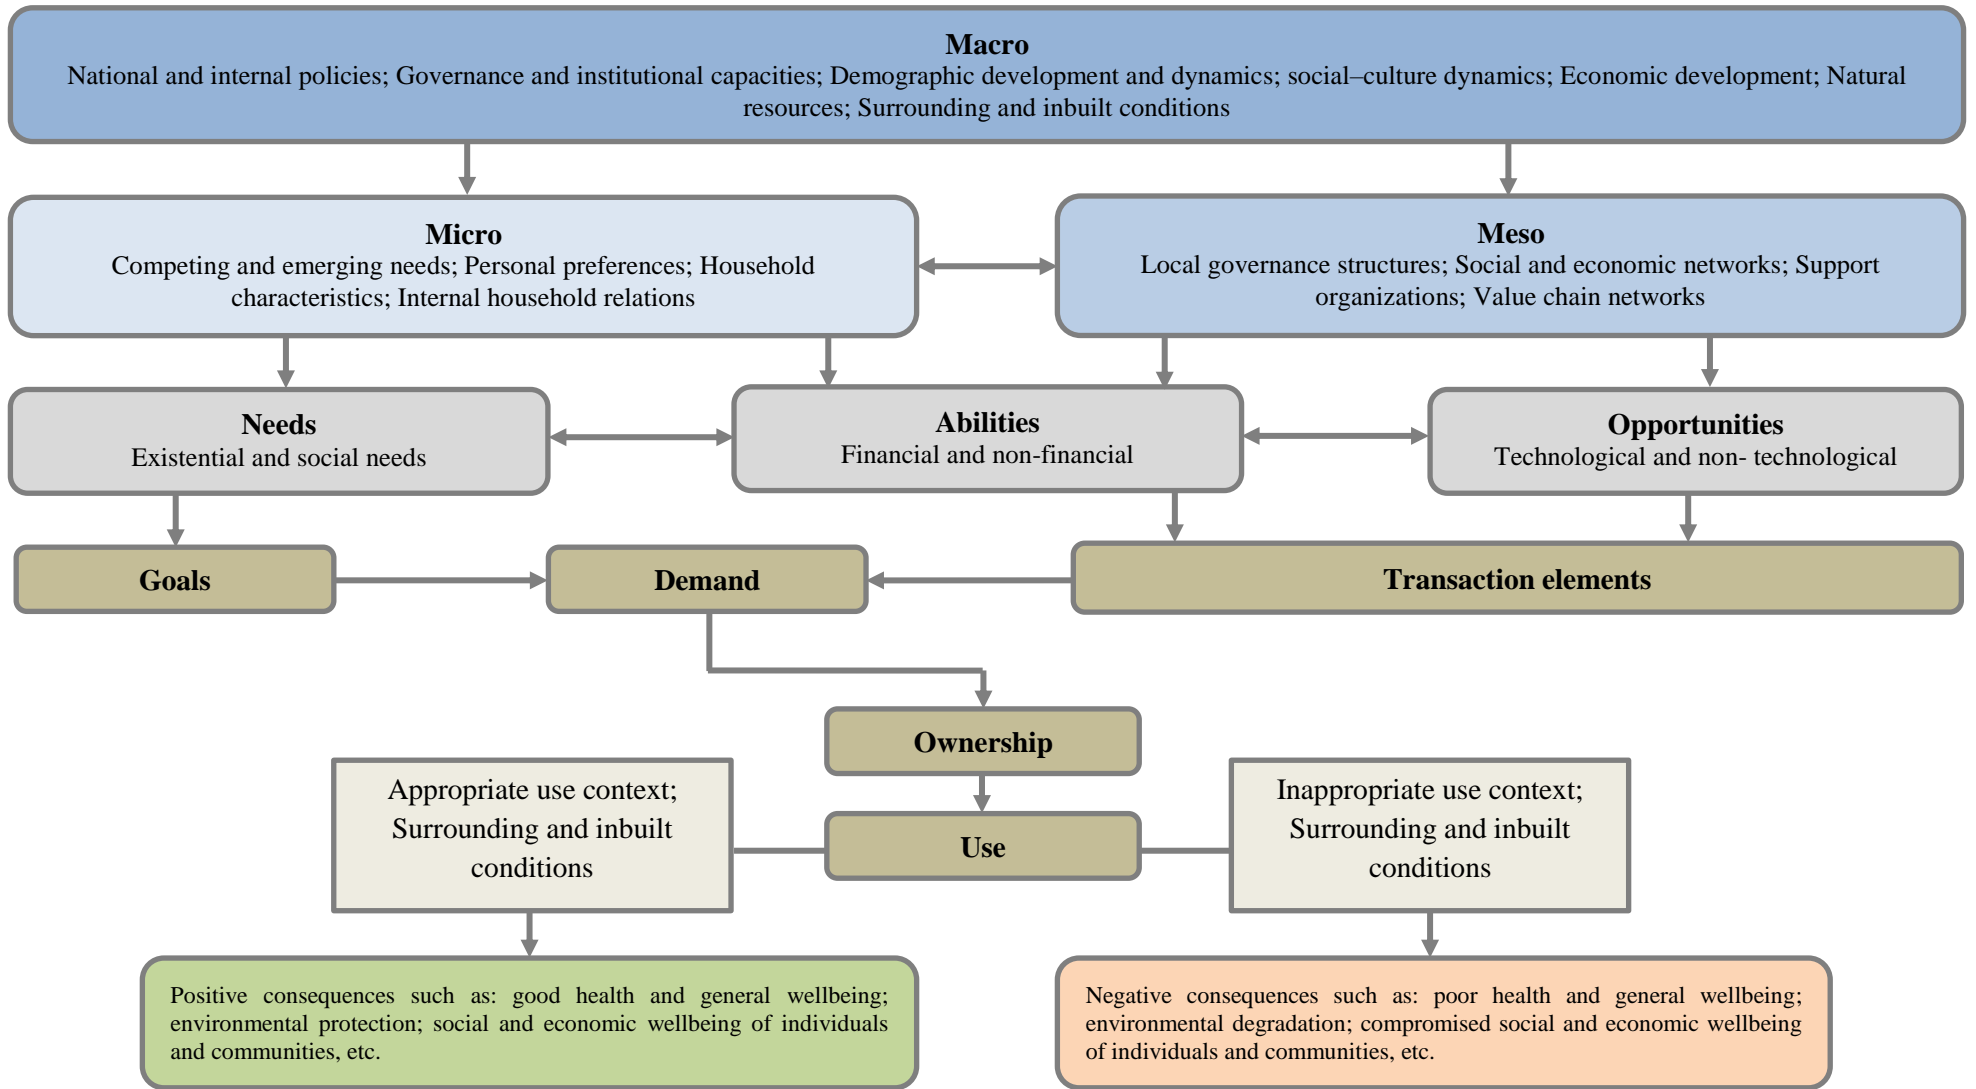 Macro
National and internal policies; Governance and institutional capacities; Demographic development and dynamics; social–culture dynamics; Economic development; Natural
resources; Surrounding and inbuilt conditions
Micro
Competing and emerging needs; Personal preferences; Household
characteristics; Internal household relations
Meso
Local governance structures; Social and economic networks; Support
organizations; Value chain networks
Needs
Existential and social needs
Abilities
Financial and non-financial
Opportunities
Technological and non- technological
Goals
Demand
Transaction elements
Ownership
Appropriate use context;
Surrounding and inbuilt
conditions
Use
Inappropriate use context;
Surrounding and inbuilt
conditions
Positive consequences such as: good health and general wellbeing;
environmental protection; social and economic wellbeing of individuals
and communities, etc.
Negative consequences such as: poor health and general wellbeing;
environmental degradation; compromised social and economic wellbeing
of individuals and communities, etc.